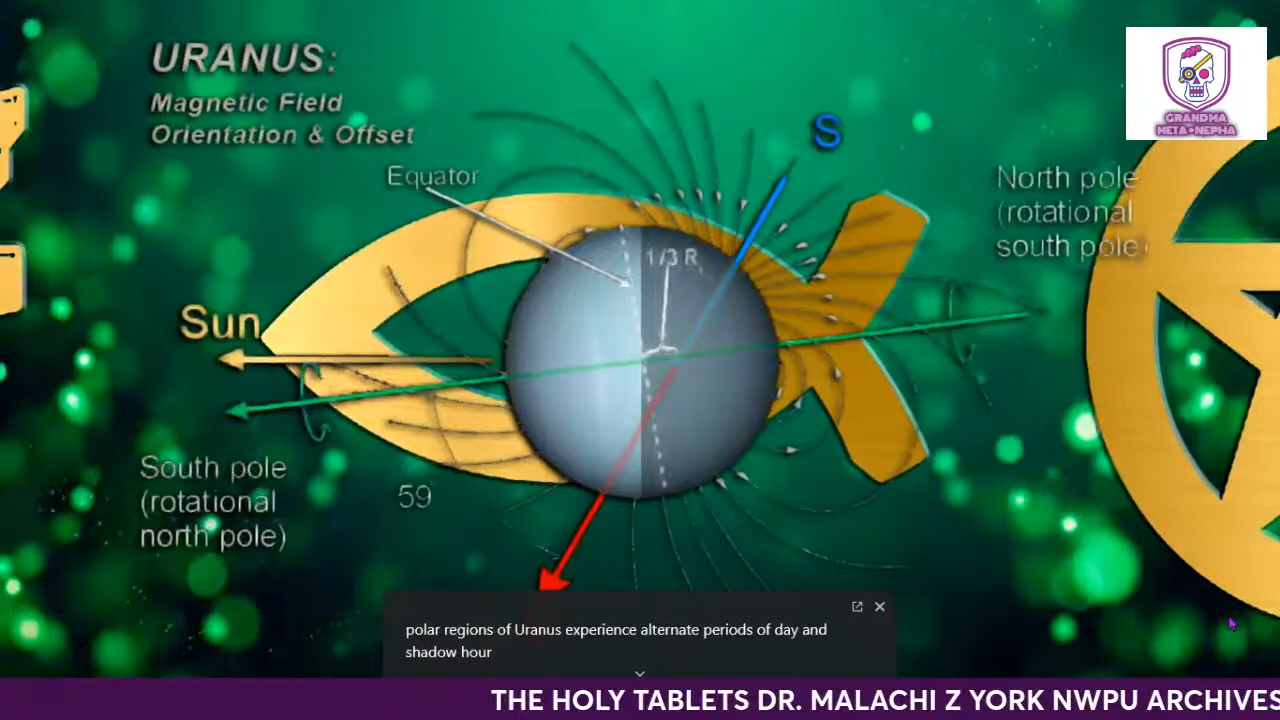 URANUS:
Magnetic Field
Orientation & Offset
GRANDMA
META•NEPHA
S
Equator
North pole
(rotational
south pole)
1/3 R
Sun
South pole
(rotational
north pole)
59
polar regions of Uranus experience alternate periods of day and
shadow hour
THE HOLY TABLETS DR. MALACHI Z YORK NWPU ARCHIVES